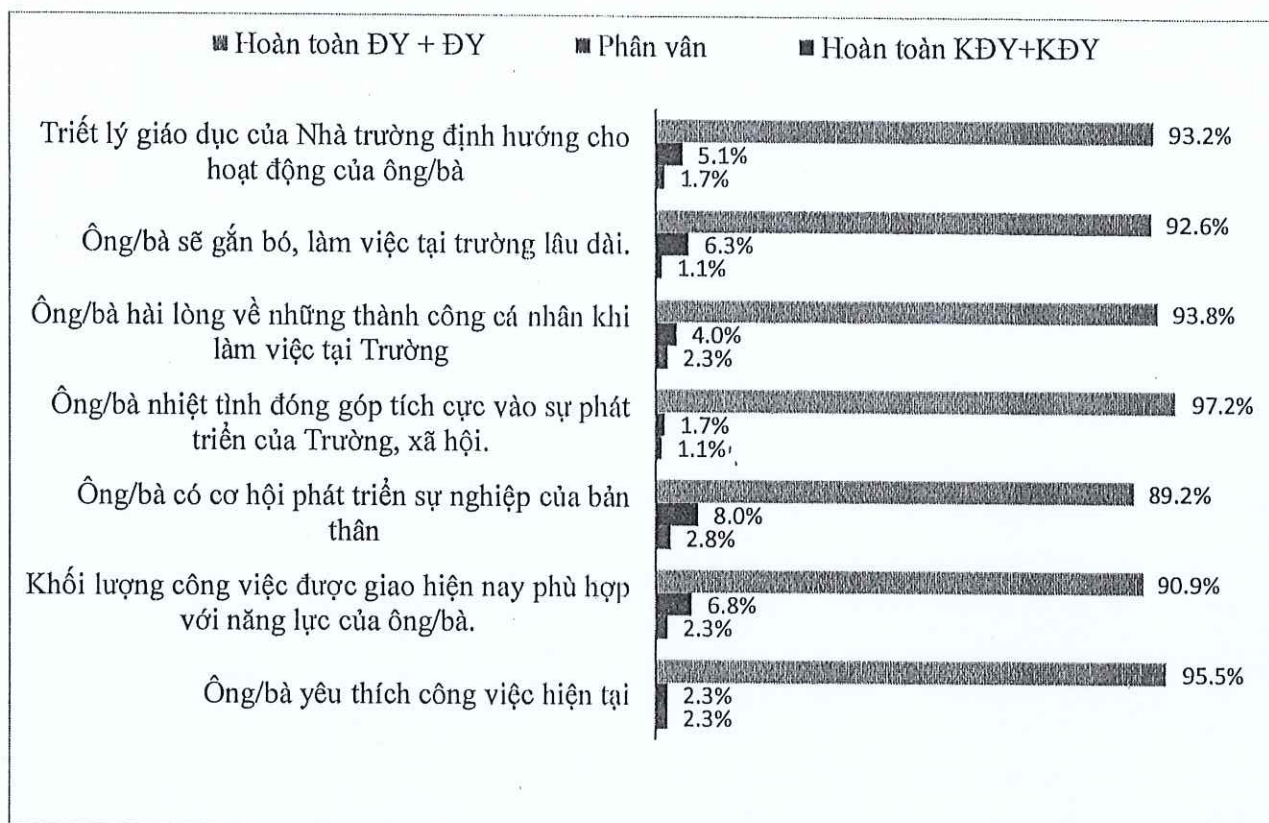 Hoàn toàn ĐY + ĐY Phân vân Hoàn toàn KĐY+KĐY
Triết lý giáo dục của Nhà trường định hướng cho
hoạt động của ông/bà
93.2%
5.1%
1.7%
Ông/bà sẽ gắn bó, làm việc tại trường lâu dài.
92.6%
6.3%
1.1%
Ông/bà hài lòng về những thành công cá nhân khi
làm việc tại Trường
93.8%
4.0%
2.3%
Ông/bà nhiệt tình đóng góp tích cực vào sự phát
triển của Trường, xã hội.
97.2%
1.7%
1.1%
Ông/bà có cơ hội phát triển sự nghiệp của bản
thân
89.2%
8.0%
2.8%
Khối lượng công việc được giao hiện nay phù hợp
với năng lực của ông/bà.
90.9%
6.8%
2.3%
Ông/bà yêu thích công việc hiện tại
95.5%
2.3%
2.3%